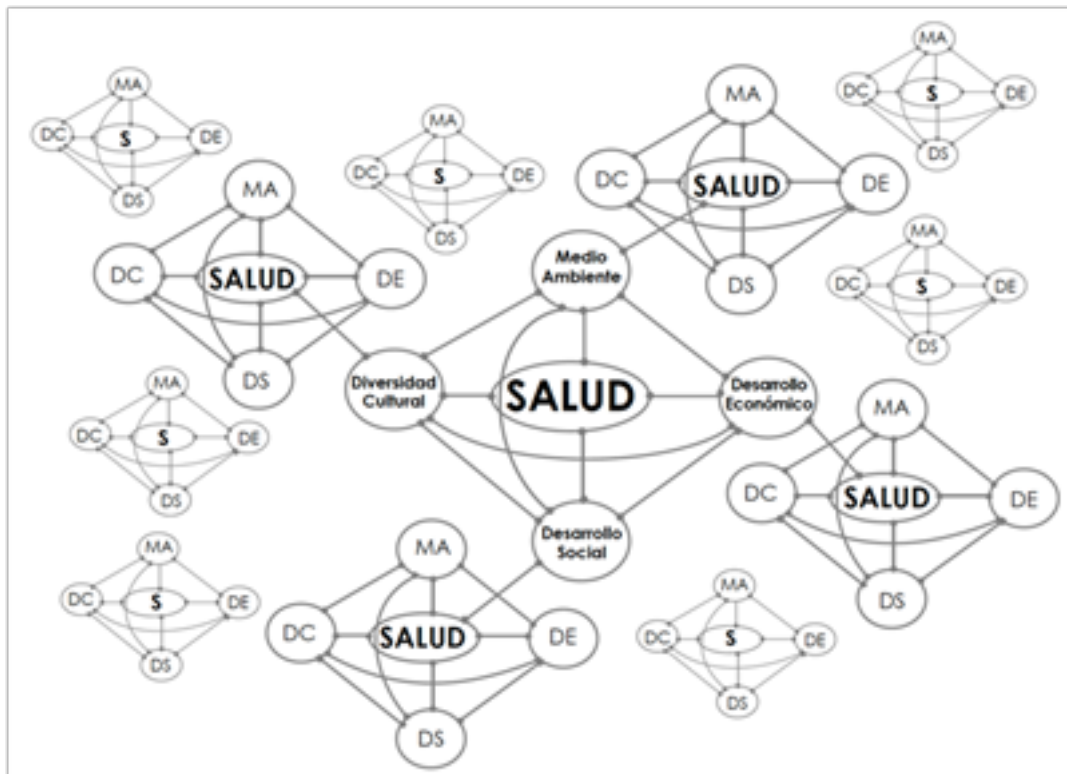 MA
DC
S
DE
DS
MA
DC
S
DE
DS
MA
DC
SALUD
DE
DS
MA
DC
S
DE
DS
MA
DC
SALUD
DE
DS
MA
DC
S
DE
DS
Medio
Ambiente
Diversidad
Cultural
SALUD
Desarrollo
Económico
Desarrollo
Social
MA
DC
S
DE
DS
MA
DC
SALUD
DE
DS
MA
DC
S
DE
DS
MA
DC
SALUD
DE
DS
MA
DC
S
DE
DS